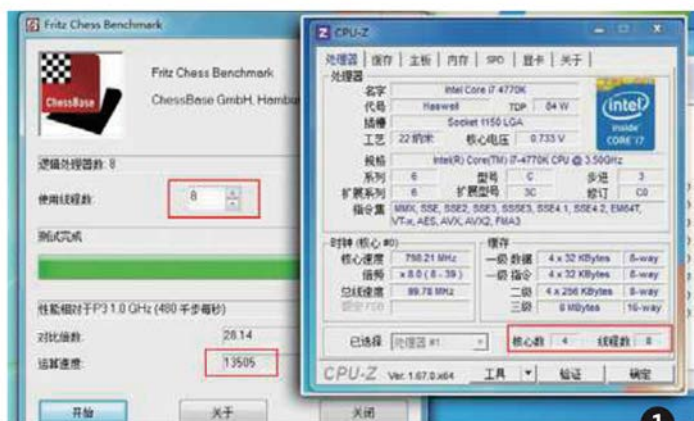 Fritz Chess Benchmark
ChessBase
Fritz Chess Benchmark
ChessBase GmbH, Hambu
逻辑处理器数: 8
使用线程数:
8
测试完成
性能相对于P3 1.0 GHz (480 千步每秒)
对比倍数:
28.14
运算速度:
13505
开始
关于
关闭
CPU-Z
处理器 缓存 主板 内存 SPD 显卡 关于
处理器
名字 Intel Core i7 4770K
代号 Haswell TDP 84 W
插槽 Socket 1150 LGA
工艺 22 纳米 核心电压 0.733 V
(intel) inside CORE i7
规格 Intel(R) Core(TM) i7-4770K CPU @ 3.50GHz
系列 6 型号 C 步进 3
扩展系列 6 扩展型号 3C 修订 C0
指令集 MMX, SSE, SSE2, SSE3, SSSE3, SSE4.1, SSE4.2, EM64T,
VT-x, AES, AVX, AVX2, FMA3
时钟 (核心 #0) 缓存
核心速度 798.21 MHz 一级 数据 4 x 32 KBytes 8-way
倍频 x 8.0 ( 8 - 39 ) 一级 指令 4 x 32 KBytes 8-way
总线速度 99.78 MHz 二级 4 x 256 KBytes 8-way
额定 FSB 三级 8 MBytes 16-way
已选择 处理器 #1 核心数 4 线程数 8
CPU-Z Ver. 1.67.0.x64 工具 验证 确定
1